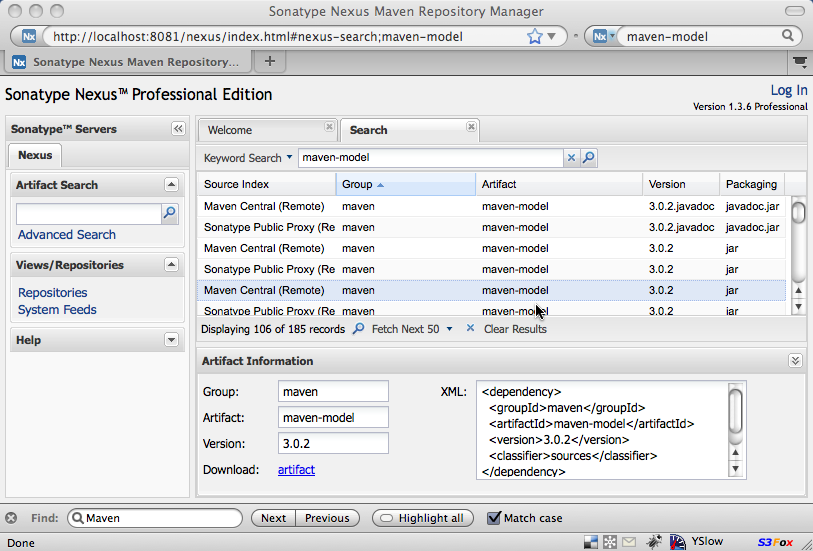 Sonatype Nexus Maven Repository Manager
Nx http://localhost:8081/nexus/index.html#nexus-search;maven-model Nx maven-model
Nx Sonatype Nexus Maven Repository... +
Sonatype Nexus™ Professional Edition
Log In
Version 1.3.6 Professional
Sonatype™ Servers
Nexus
Artifact Search
Advanced Search
Views/Repositories
Repositories
System Feeds
Help
Welcome Search
Keyword Search maven-model
Source Index Group Artifact Version Packaging
Maven Central (Remote) maven maven-model 3.0.2.javadoc javadoc.jar
Sonatype Public Proxy (Re maven maven-model 3.0.2.javadoc javadoc.jar
Maven Central (Remote) maven maven-model 3.0.2 jar
Sonatype Public Proxy (Re maven maven-model 3.0.2 jar
Maven Central (Remote) maven maven-model 3.0.2 jar
Sonatype Public Proxy (Re maven maven-model 3.0.2 jar
Displaying 106 of 185 records Fetch Next 50 Clear Results
Artifact Information
Group: maven
Artifact: maven-model
Version: 3.0.2
Download: artifact
XML:
<dependency>
<groupId>maven</groupId>
<artifactId>maven-model</artifactId>
<version>3.0.2</version>
<classifier>sources</classifier>
</dependency>
Find: Maven Next Previous Highlight all Match case
Done YSlow S3Fox